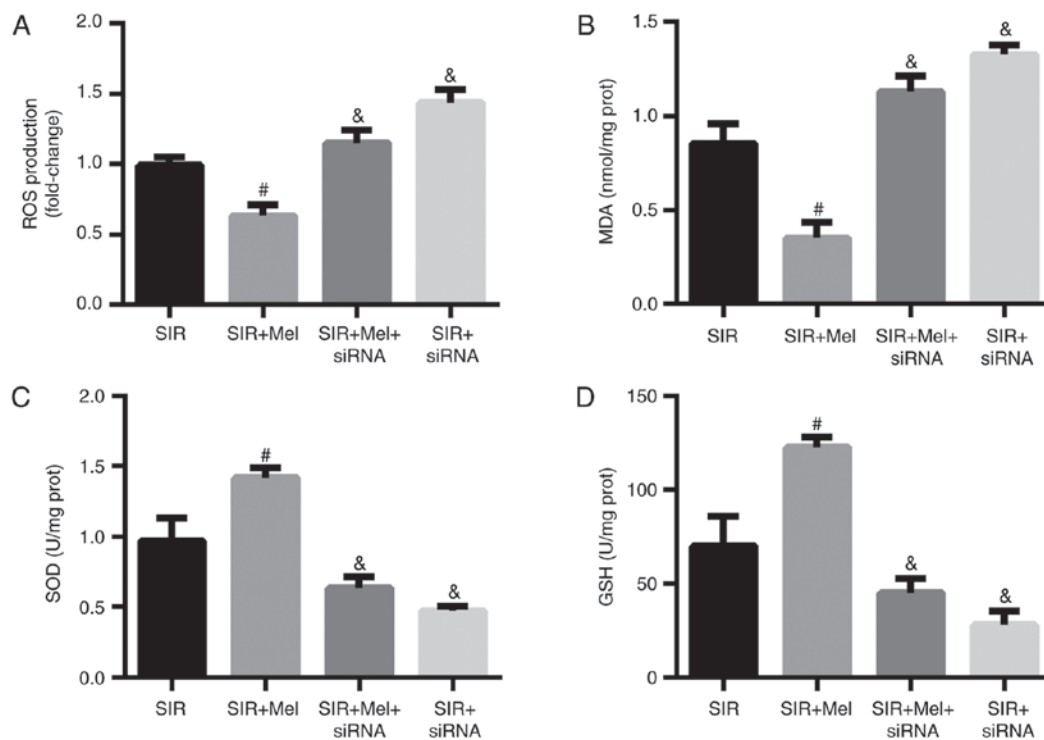 A
ROS production
(fold-change)
2.0
1.5
1.0
0.5
0.0
#
&
&
SIR
SIR+Mel
SIR+Mel+
siRNA
SIR+
siRNA
B
MDA (nmol/mg prot)
1.5
1.0
0.5
0.0
#
&
&
SIR
SIR+Mel
SIR+Mel+
siRNA
SIR+
siRNA
C
SOD (U/mg prot)
2.0
1.5
1.0
0.5
0.0
#
&
&
SIR
SIR+Mel
SIR+Mel+
siRNA
SIR+
siRNA
D
GSH (U/mg prot)
150
100
50
0
#
&
&
SIR
SIR+Mel
SIR+Mel+
siRNA
SIR+
siRNA